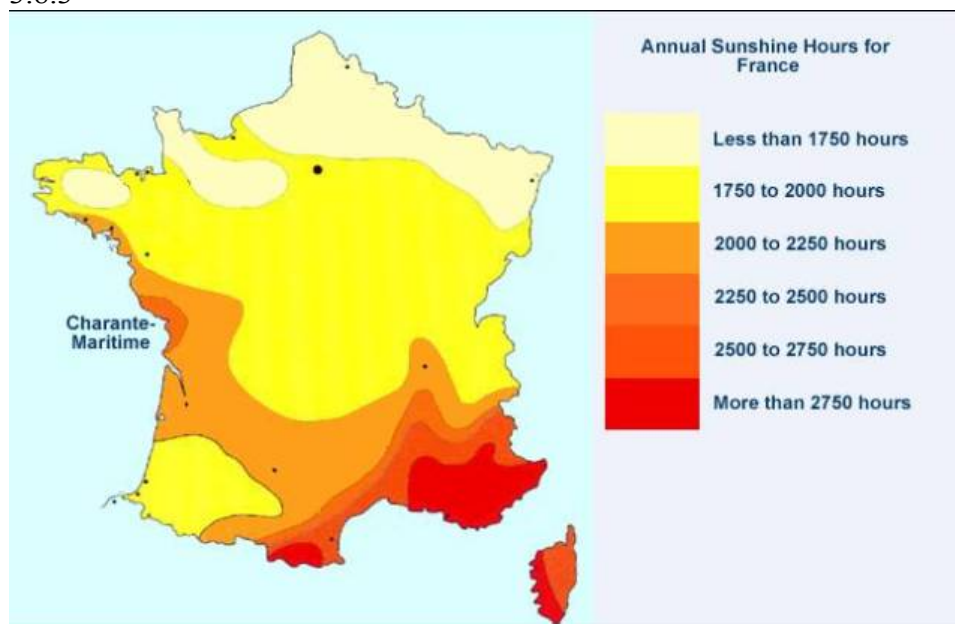 Annual Sunshine Hours for
France
Less than 1750 hours
1750 to 2000 hours
2000 to 2250 hours
2250 to 2500 hours
2500 to 2750 hours
More than 2750 hours
Charante-
Maritime